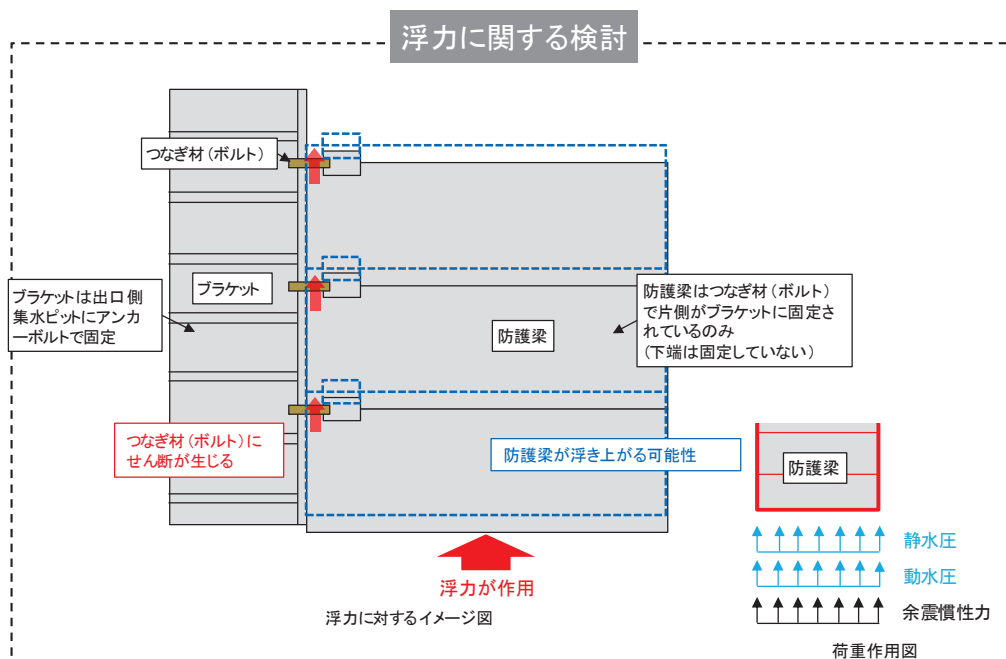 浮力に関する検討
つなぎ材(ボルト)
ブラケット
ブラケットは出口側
集水ピットにアンカ
ーボルトで固定
防護梁はつなぎ材(ボルト)
で片側がブラケットに固定さ
れているのみ
(下端は固定していない)
防護梁
つなぎ材(ボルト)に
せん断が生じる
防護梁が浮き上がる可能性
防護梁
静水圧
動水圧
余震慣性力
浮力が作用
浮力に対するイメージ図
荷重作用図